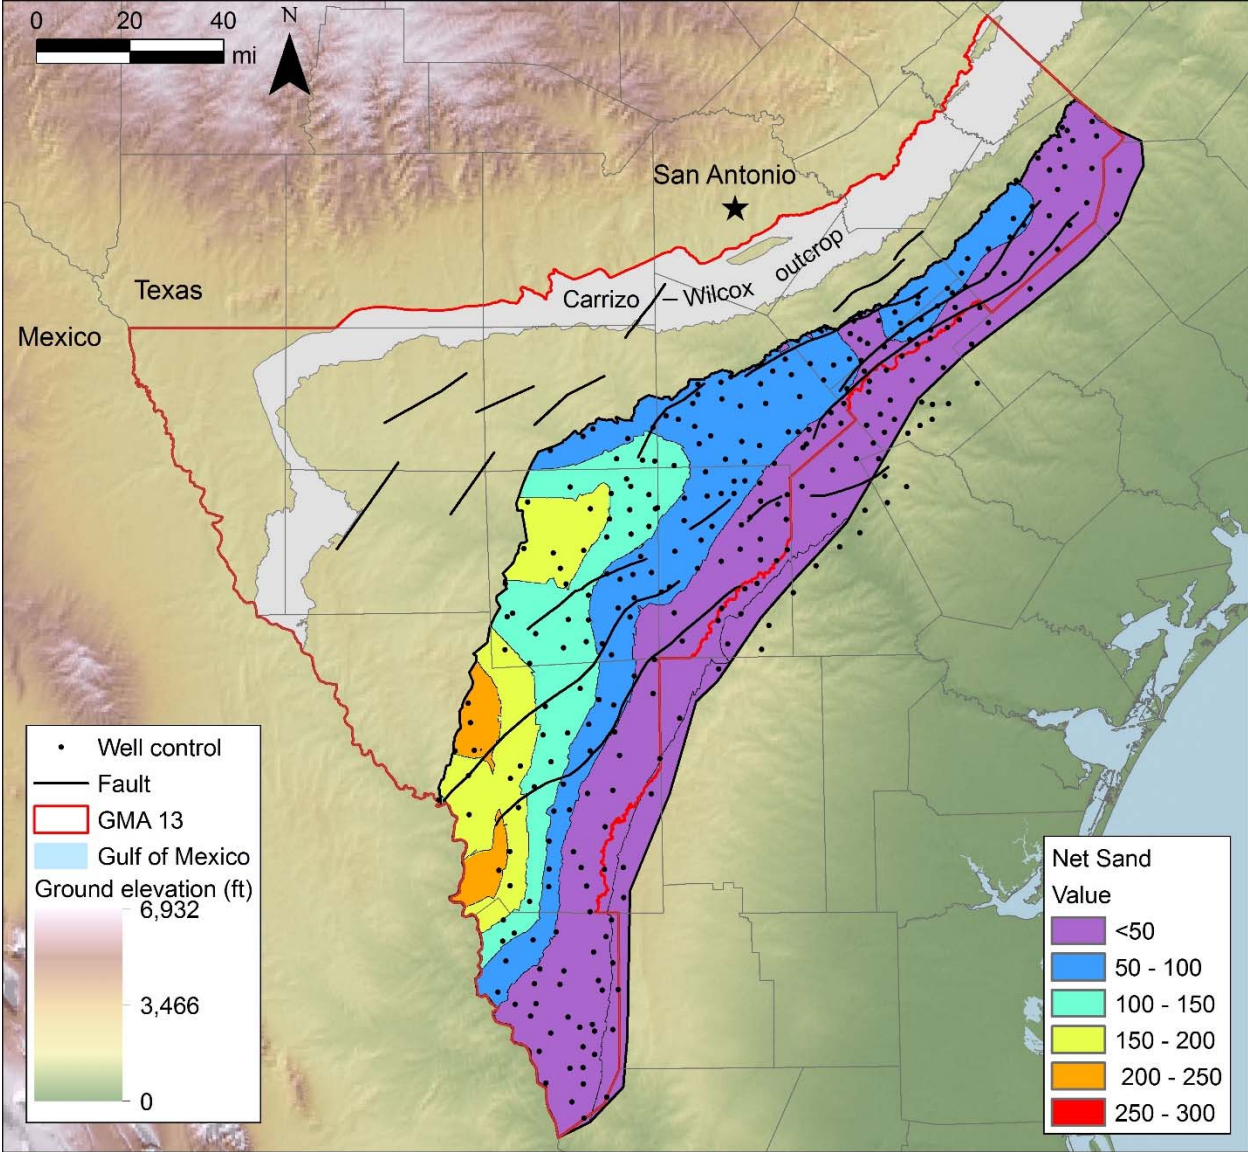 0 20 40
mi
N
San Antonio
Texas
Carrizo – Wilcox outcrop
Mexico
Well control
Fault
GMA 13
Gulf of Mexico
Ground elevation (ft)
6,932
3,466
0
Net Sand
Value
<50
50 - 100
100 - 150
150 - 200
200 - 250
250 - 300